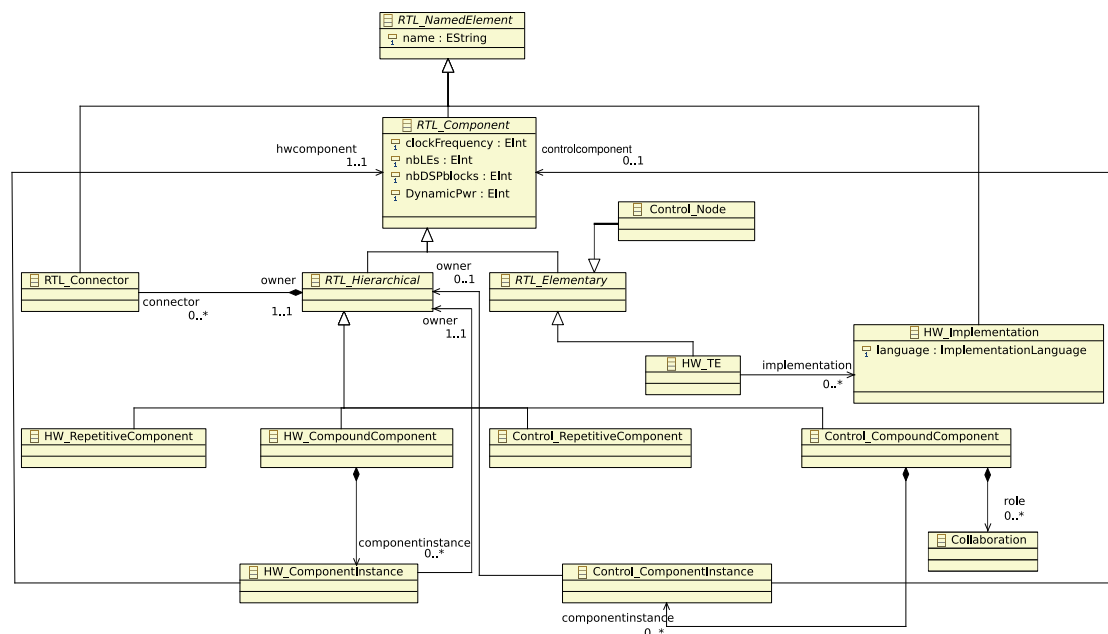 RTL_NamedElement
name : EString
RTL_Component
clockFrequency : EInt
nbLEs : EInt
nbDSPblocks : EInt
DynamicPwr : EInt
hwcomponent
1..1
controlcomponent
0..1
Control_Node
RTL_Connector
owner
1..1
connector
0..*
RTL_Hierarchical
owner
0..1
owner
1..1
RTL_Elementary
HW_Implementation
language : ImplementationLanguage
HW_TE
implementation
0..*
HW_RepetitiveComponent
HW_CompoundComponent
Control_RepetitiveComponent
Control_CompoundComponent
role
0..*
componentinstance
0..*
Collaboration
HW_ComponentInstance
Control_ComponentInstance
componentinstance
0..*